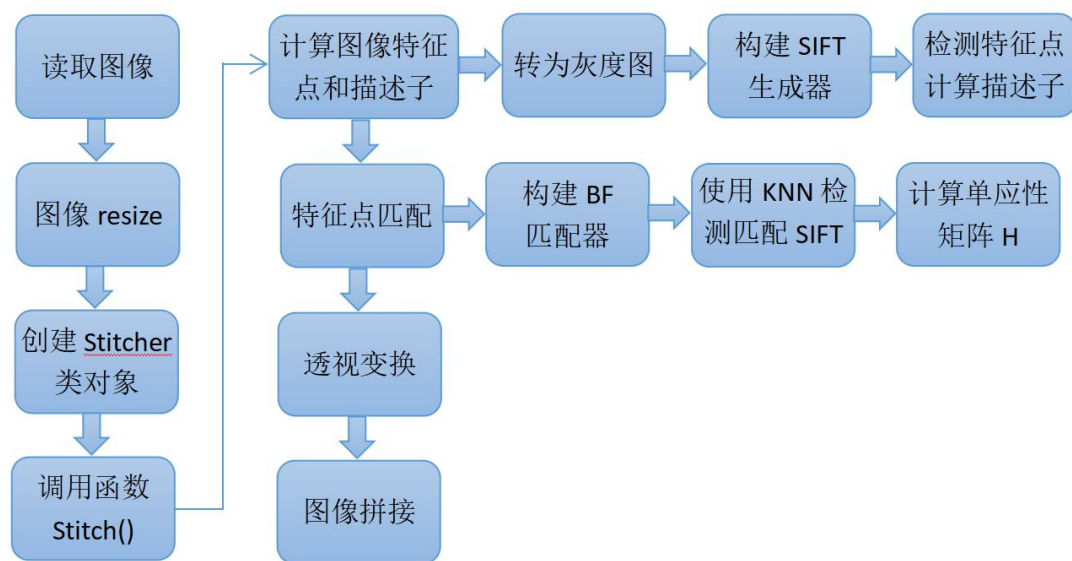 读取图像
图像 resize
创建 Stitcher
类对象
调用函数
Stitch()
计算图像特征
点和描述子
转为灰度图
构建 SIFT
生成器
检测特征点
计算描述子
特征点匹配
构建 BF
匹配器
使用 KNN 检
测匹配 SIFT
计算单应性
矩阵 H
透视变换
图像拼接